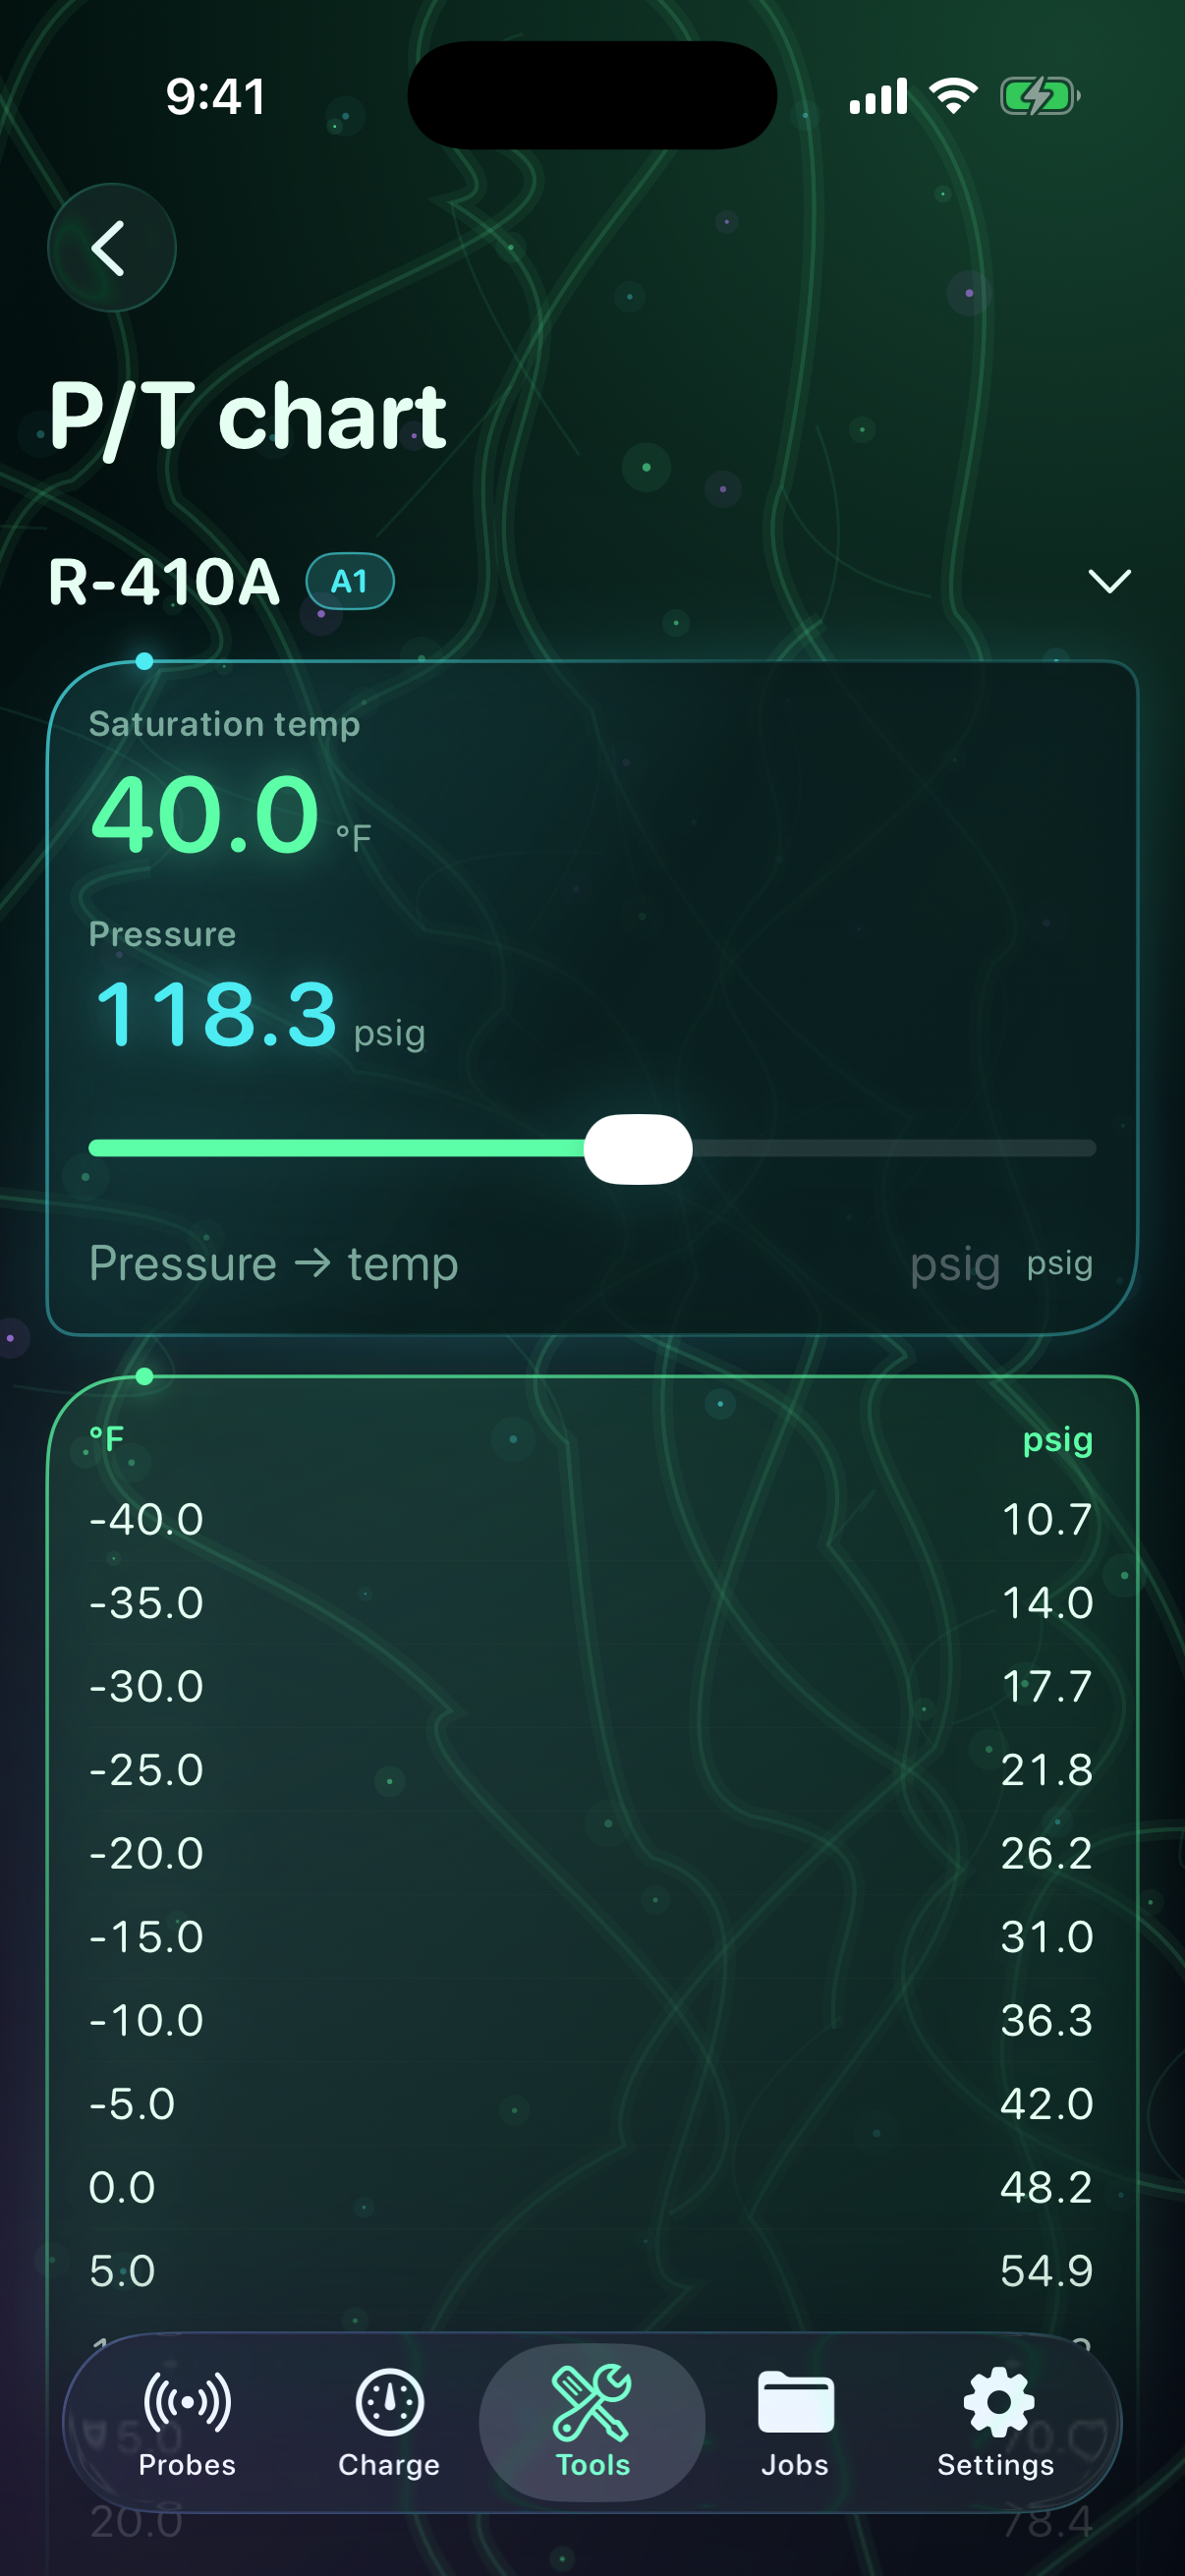 9:41
P/T chart
R-410A A1
Saturation temp
40.0 °F
Pressure
118.3 psig
Pressure → temp psig psig
°F psig
-40.0 10.7
-35.0 14.0
-30.0 17.7
-25.0 21.8
-20.0 26.2
-15.0 31.0
-10.0 36.3
-5.0 42.0
0.0 48.2
5.0 54.9
Probes Charge Tools Jobs Settings
20.0 78.4